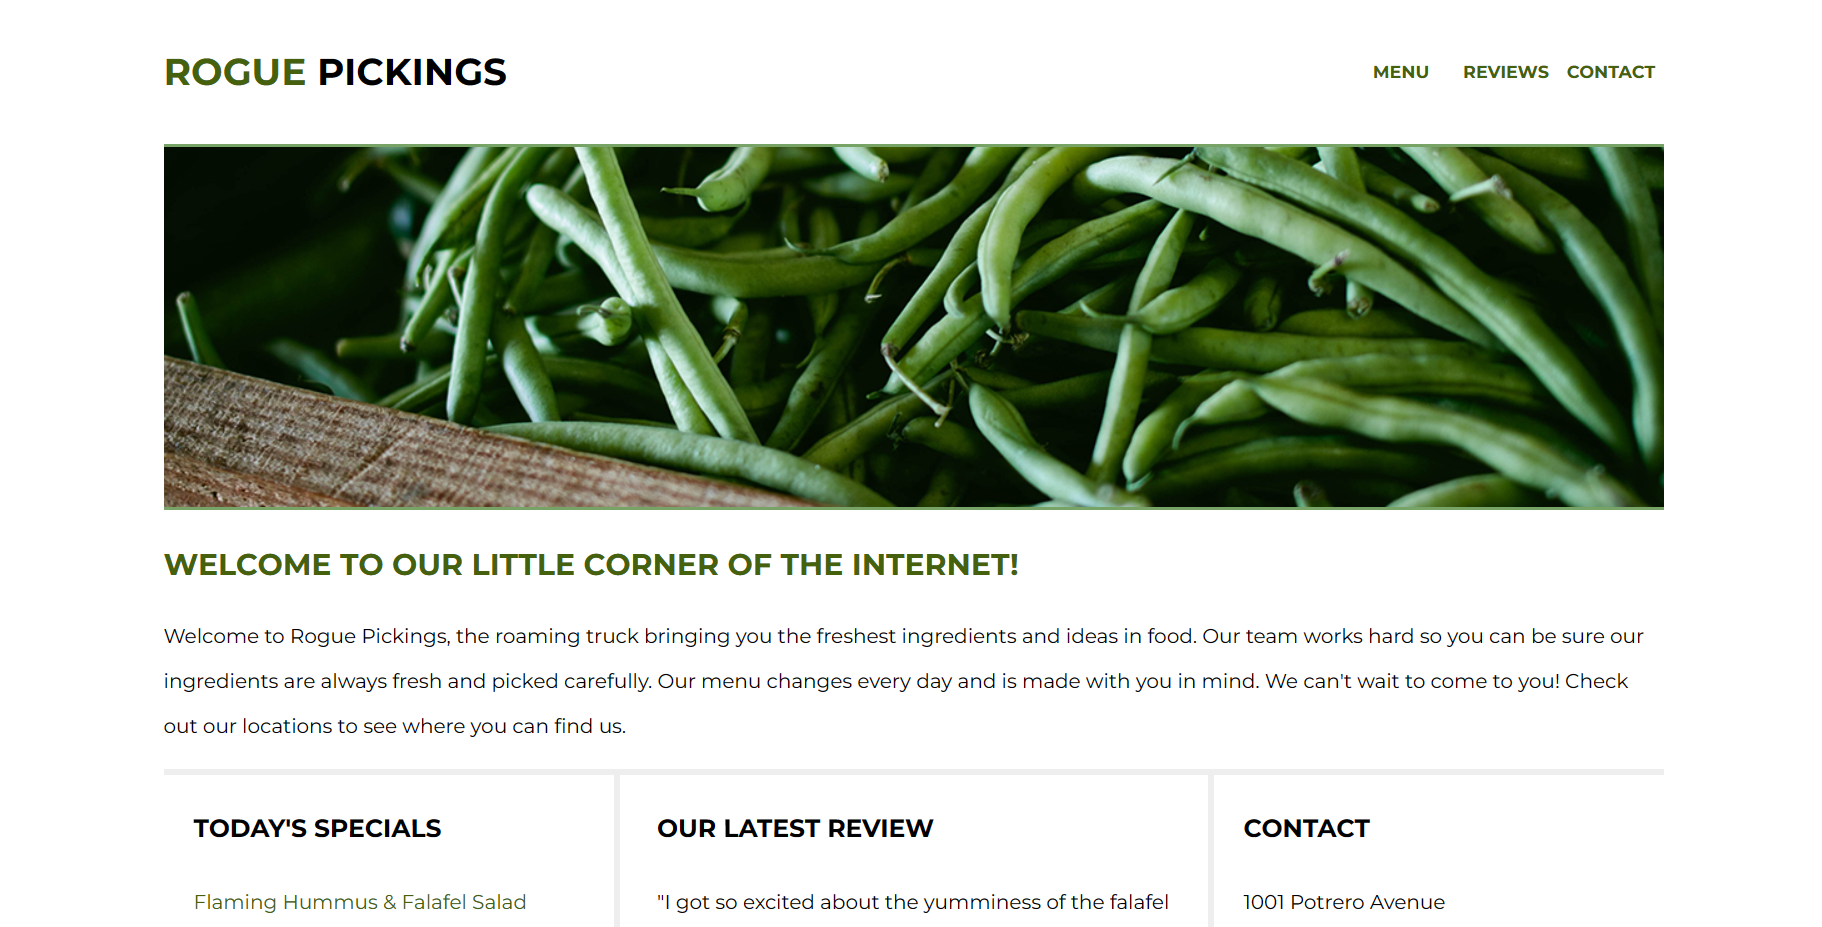 ROGUE PICKINGS
MENU REVIEWS CONTACT
WELCOME TO OUR LITTLE CORNER OF THE INTERNET!
Welcome to Rogue Pickings, the roaming truck bringing you the freshest ingredients and ideas in food. Our team works hard so you can be sure our
ingredients are always fresh and picked carefully. Our menu changes every day and is made with you in mind. We can't wait to come to you! Check
out our locations to see where you can find us.
TODAY'S SPECIALS
Flaming Hummus & Falafel Salad
OUR LATEST REVIEW
"I got so excited about the yumminess of the falafel
CONTACT
1001 Potrero Avenue